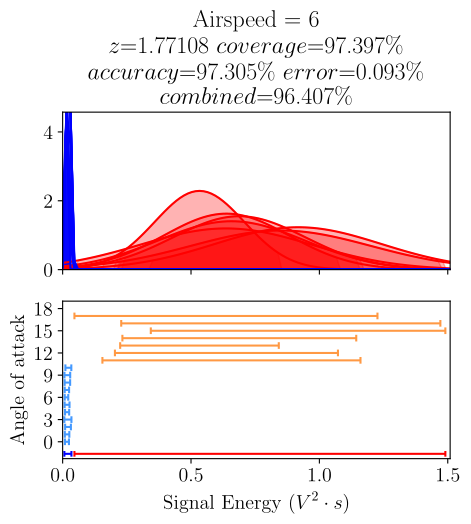 Airspeed = 6
z=1.77108 coverage=97.397%
accuracy=97.305% error=0.093%
combined=96.407%
4
2
0
18
15
12
9
6
3
0
Angle of attack
0.0 0.5 1.0 1.5
Signal Energy (V² · s)